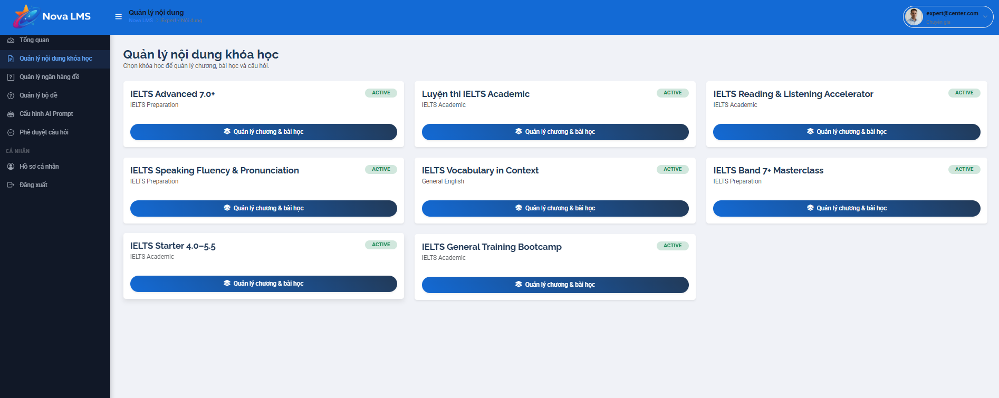 Nova LMS
Quản lý nội dung
Nova LMS > Expert / Nội dung
expert@center.com
Chuyên gia
Tổng quan
Quản lý nội dung khóa học
Quản lý ngân hàng đề
Quản lý bộ đề
Cấu hình AI Prompt
Phê duyệt câu hỏi
CÁ NHÂN
Hồ sơ cá nhân
Đăng xuất
Quản lý nội dung khóa học
Chọn khóa học để quản lý chương, bài học và câu hỏi.
IELTS Advanced 7.0+
ACTIVE
IELTS Preparation
Quản lý chương & bài học
Luyện thi IELTS Academic
ACTIVE
IELTS Academic
Quản lý chương & bài học
IELTS Reading & Listening Accelerator
ACTIVE
IELTS Academic
Quản lý chương & bài học
IELTS Speaking Fluency & Pronunciation
ACTIVE
IELTS Preparation
Quản lý chương & bài học
IELTS Vocabulary in Context
ACTIVE
General English
Quản lý chương & bài học
IELTS Band 7+ Masterclass
ACTIVE
IELTS Preparation
Quản lý chương & bài học
IELTS Starter 4.0–5.5
ACTIVE
IELTS Academic
Quản lý chương & bài học
IELTS General Training Bootcamp
ACTIVE
IELTS Academic
Quản lý chương & bài học